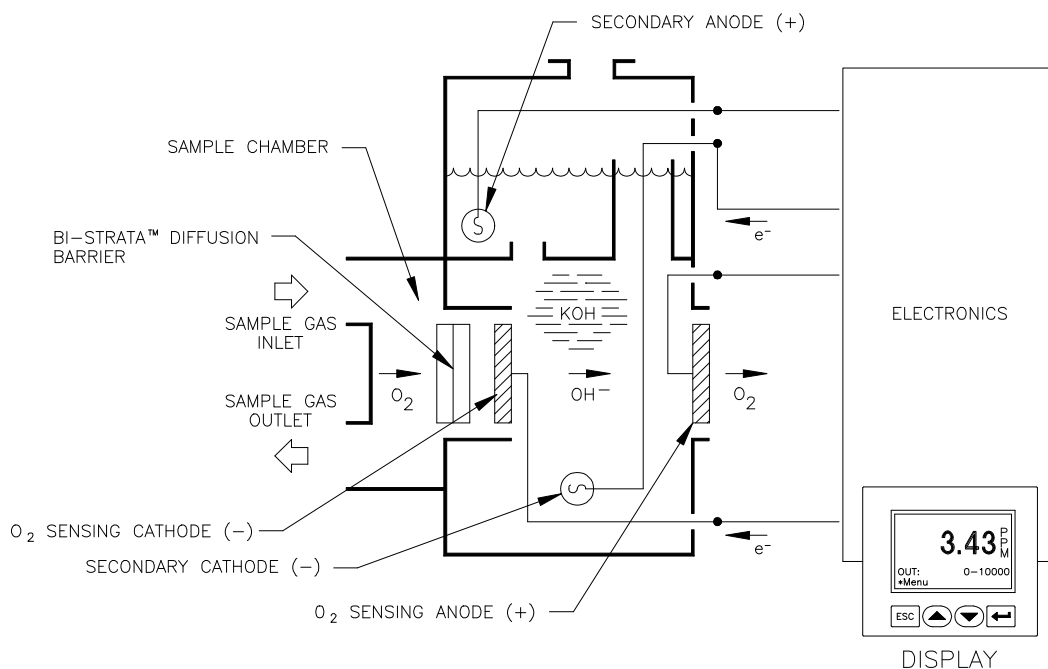 SECONDARY ANODE (+)
SAMPLE CHAMBER
BI-STRATA™ DIFFUSION
BARRIER
e-
KOH
ELECTRONICS
SAMPLE GAS
INLET
SAMPLE GAS
OUTLET
O2
OH-
O2
O2 SENSING CATHODE (-)
SECONDARY CATHODE (-)
O2 SENSING ANODE (+)
e-
3.43 PPM
OUT: 0-10000
*Menu
ESC
DISPLAY